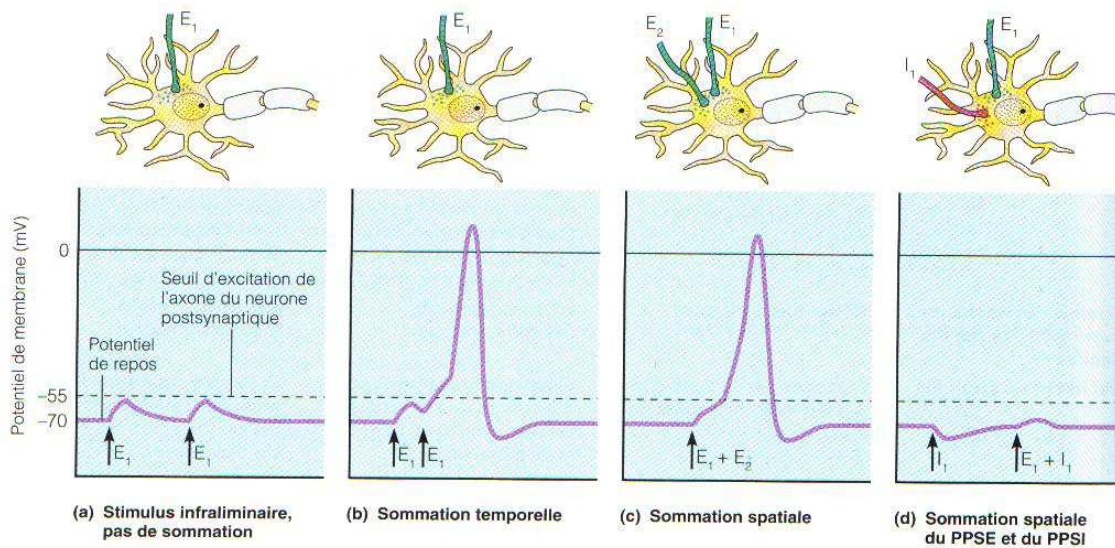 E1
E2 E1
E1
E1
I1
Potentiel de membrane (mV)
0
–55
–70
Seuil d'excitation de
l'axone du neurone
postsynaptique
Potentiel
de repos
E1 E1
E1 E1
E1 + E2
I1 E1 + I1
(a) Stimulus infraliminaire,
pas de sommation
(b) Sommation temporelle
(c) Sommation spatiale
(d) Sommation spatiale
du PPSE et du PPSI